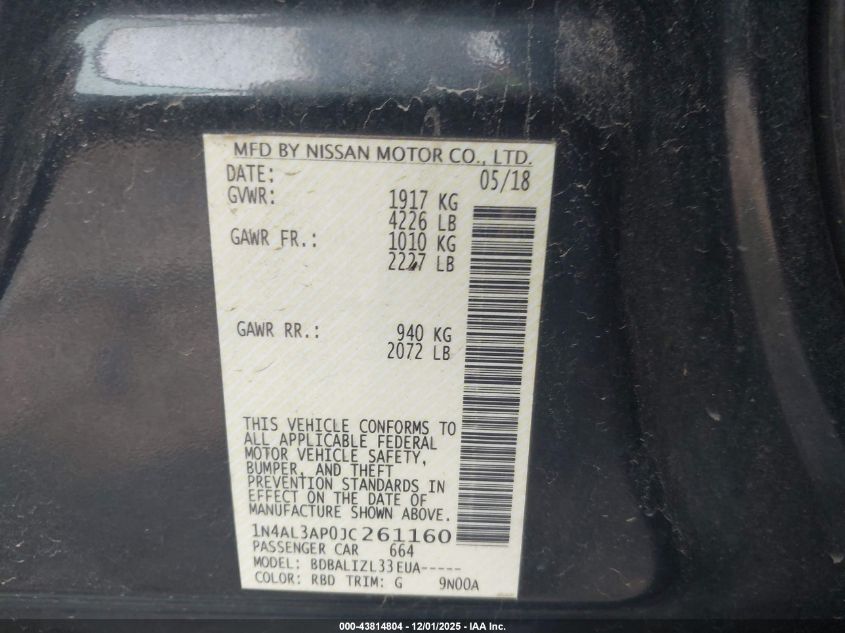 MFD BY NISSAN MOTOR CO., LTD.
DATE: 05/18
GVWR: 1917 KG
4226 LB
GAWR FR.: 1010 KG
2227 LB
GAWR RR.: 940 KG
2072 LB
THIS VEHICLE CONFORMS TO
ALL APPLICABLE FEDERAL
MOTOR VEHICLE SAFETY,
BUMPER, AND THEFT
PREVENTION STANDARDS IN
EFFECT ON THE DATE OF
MANUFACTURE SHOWN ABOVE.
1N4AL3AP0JC261160
PASSENGER CAR 664
MODEL: BDBALIZL33EUA-----
COLOR: RBD TRIM: G 9N00A
000-43814804 - 12/01/2025 - IAA Inc.